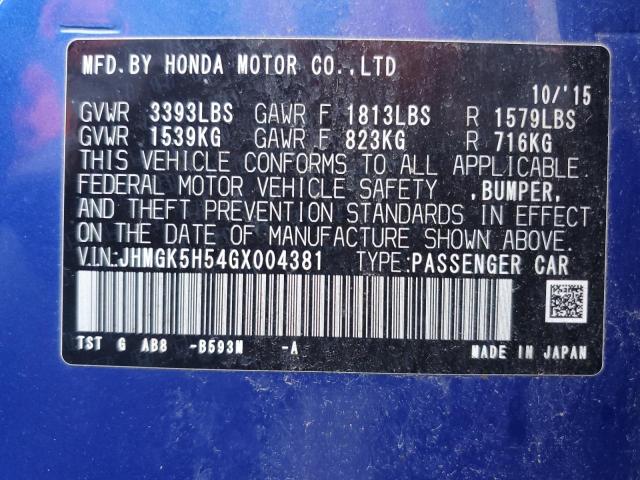 MFD.BY HONDA MOTOR CO.,LTD
10/'15
GVWR 3393LBS GAWR F 1813LBS R 1579LBS
GVWR 1539KG GAWR F 823KG R 716KG
THIS VEHICLE CONFORMS TO ALL APPLICABLE.
FEDERAL MOTOR VEHICLE SAFETY ,BUMPER,
AND THEFT PREVENTION STANDARDS IN EFFECT
ON THE DATE OF MANUFACTURE SHOWN ABOVE.
V.I.N:JHMGK5H54GX004381 TYPE:PASSENGER CAR
TST G AB8 -B593M -A MADE IN JAPAN